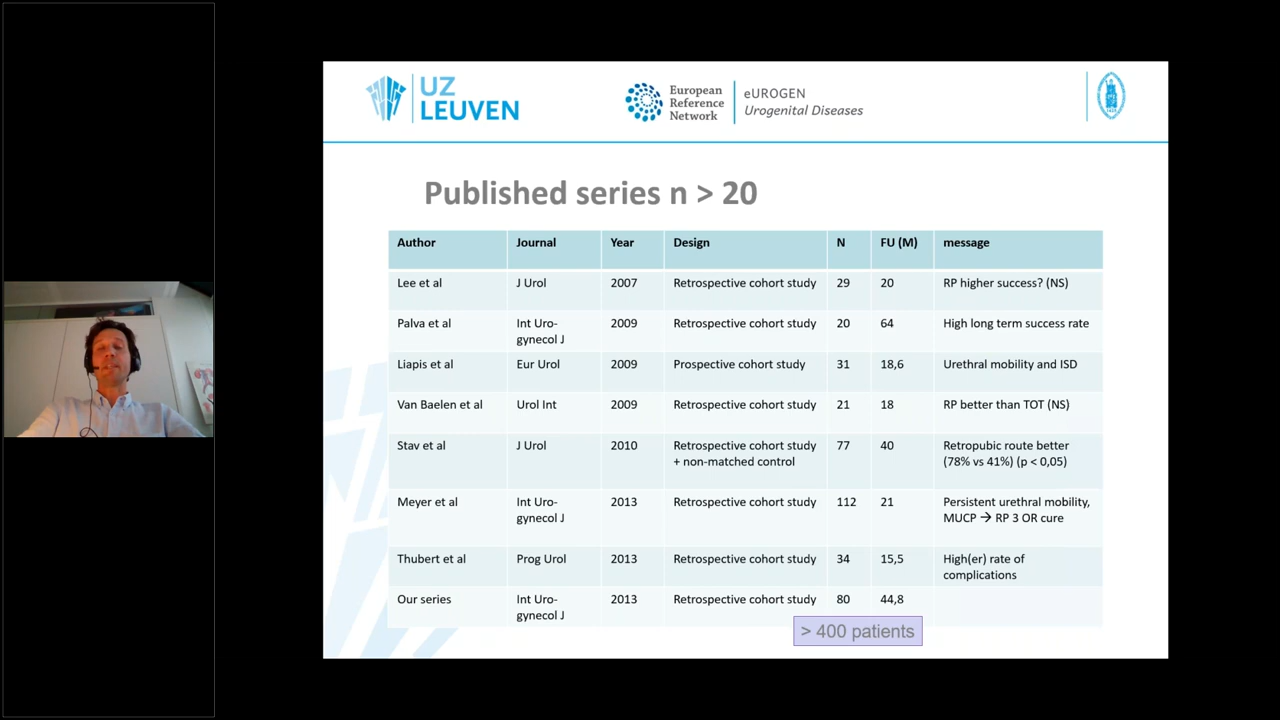 UZ
LEUVEN
European
Reference
Network
eUROGEN
Urogenital Diseases
Published series n > 20
Author Journal Year Design N FU (M) message
Lee et al J Urol 2007 Retrospective cohort study 29 20 RP higher success? (NS)
Palva et al Int Uro- 2009 Retrospective cohort study 20 64 High long term success rate
gynecol J
Liapis et al Eur Urol 2009 Prospective cohort study 31 18,6 Urethral mobility and ISD
Van Baelen et al Urol Int 2009 Retrospective cohort study 21 18 RP better than TOT (NS)
Stav et al J Urol 2010 Retrospective cohort study 77 40 Retropubic route better
+ non-matched control (78% vs 41%) (p < 0,05)
Meyer et al Int Uro- 2013 Retrospective cohort study 112 21 Persistent urethral mobility,
gynecol J MUCP → RP 3 OR cure
Thubert et al Prog Urol 2013 Retrospective cohort study 34 15,5 High(er) rate of
complications
Our series Int Uro- 2013 Retrospective cohort study 80 44,8
gynecol J
> 400 patients